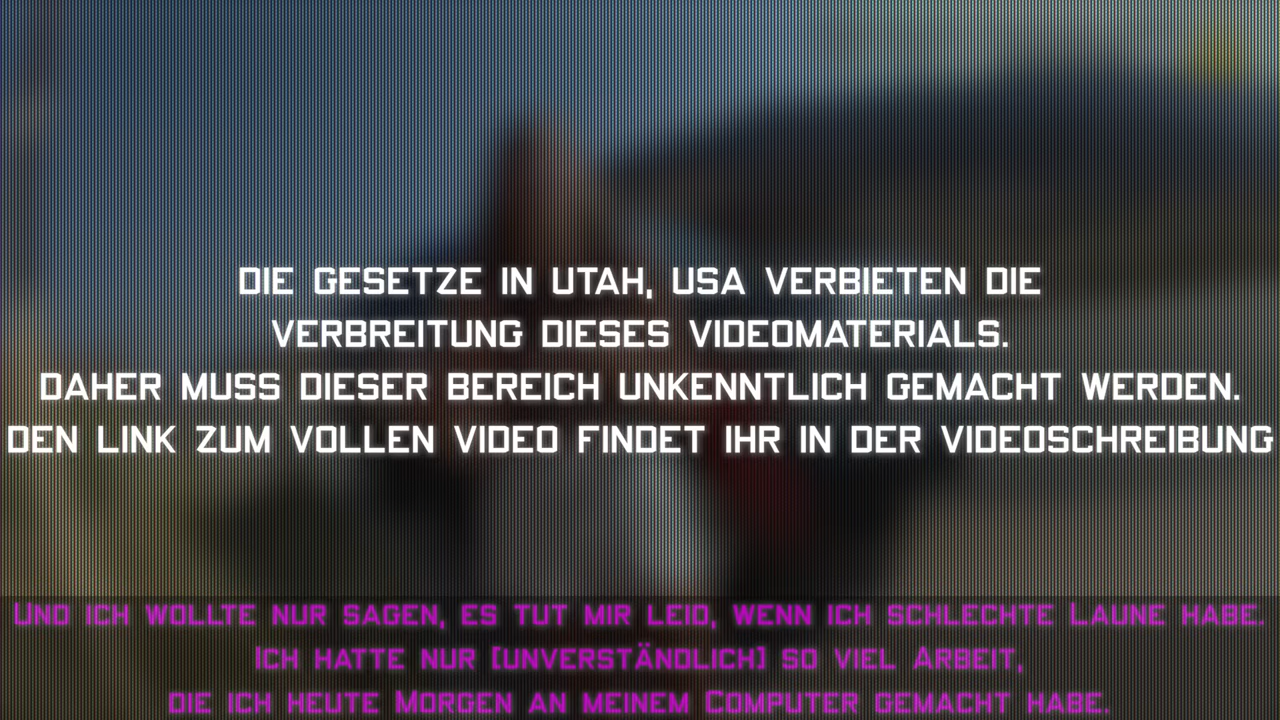 DIE GESETZE IN UTAH, USA VERBIETEN DIE
VERBREITUNG DIESES VIDEOMATERIALS.
DAHER MUSS DIESER BEREICH UNKENNTLICH GEMACHT WERDEN.
DEN LINK ZUM VOLLEN VIDEO FINDET IHR IN DER VIDEOSCHREIBUNG
UND ICH WOLLTE NUR SAGEN, ES TUT MIR LEID, WENN ICH SCHLECHTE LAUNE HABE.
ICH HATTE NUR [UNVERSTÄNDLICH] SO VIEL ARBEIT,
DIE ICH HEUTE MORGEN AN MEINEM COMPUTER GEMACHT HABE.